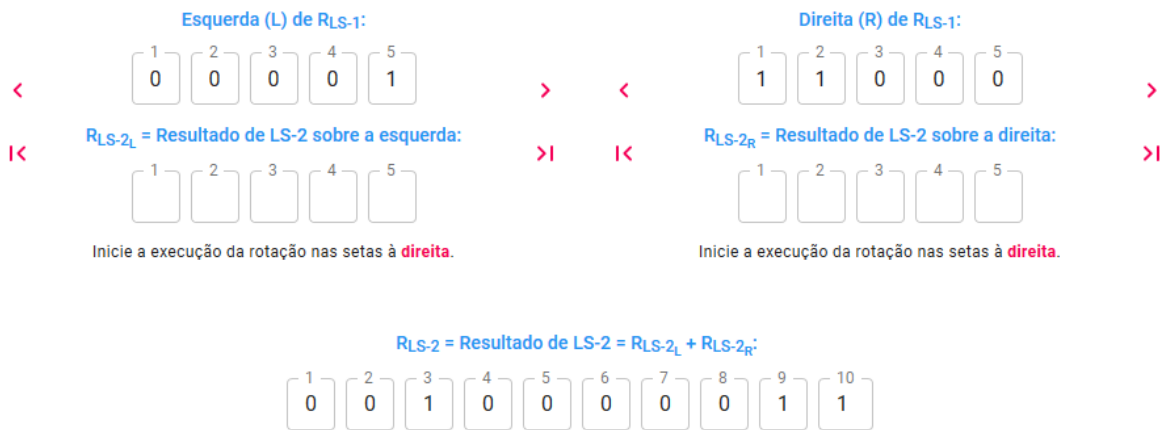 Esquerda (L) de RLS-1:
1 2 3 4 5
0 0 0 0 1
RLS-2L = Resultado de LS-2 sobre a esquerda:
1 2 3 4 5
Inicie a execução da rotação nas setas à direita.
Direita (R) de RLS-1:
1 2 3 4 5
1 1 0 0 0
RLS-2R = Resultado de LS-2 sobre a direita:
1 2 3 4 5
Inicie a execução da rotação nas setas à direita.
RLS-2 = Resultado de LS-2 = RLS-2L + RLS-2R:
1 2 3 4 5 6 7 8 9 10
0 0 1 0 0 0 0 0 1 1